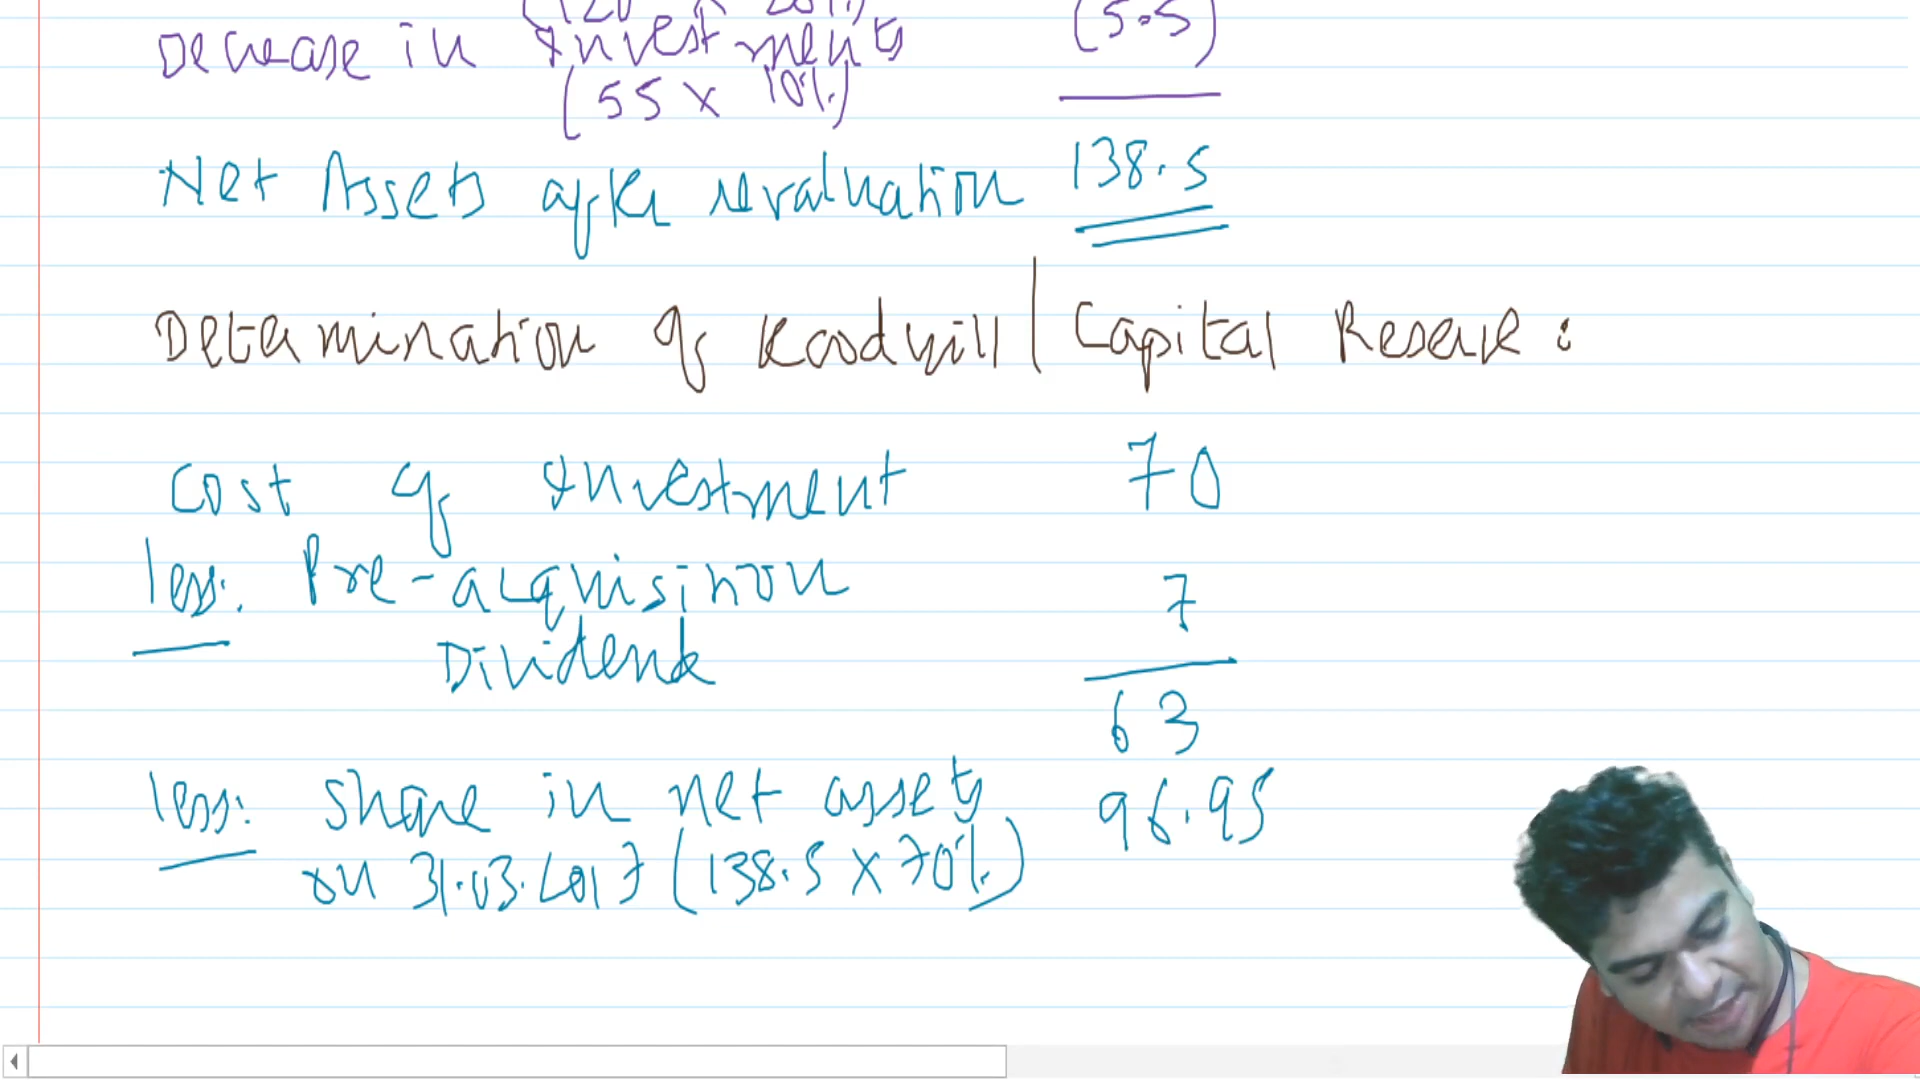 Decrease in Investments (5.5)
(55 x 10%)
Net Assets after revaluation 138.5
Determination of Goodwill / Capital Reserve :
Cost of Investment 70
less: Pre-acquisition 7
Dividend
63
less: Share in net assets 96.95
on 31.03.2017 (138.5 x 70%)